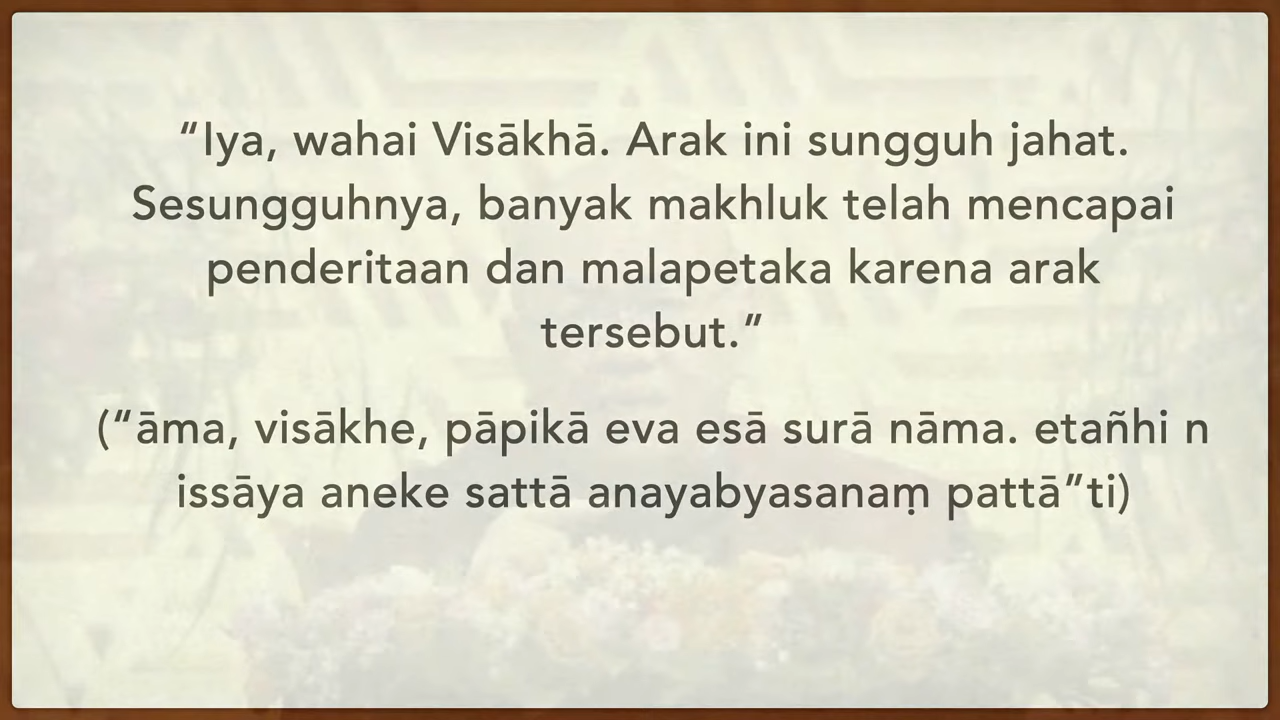 “Iya, wahai Visākhā. Arak ini sungguh jahat.
Sesungguhnya, banyak makhluk telah mencapai
penderitaan dan malapetaka karena arak
tersebut.”
(“āma, visākhe, pāpikā eva esā surā nāma. etañhi n
issāya aneke sattā anayabyasanaṃ pattā”ti)